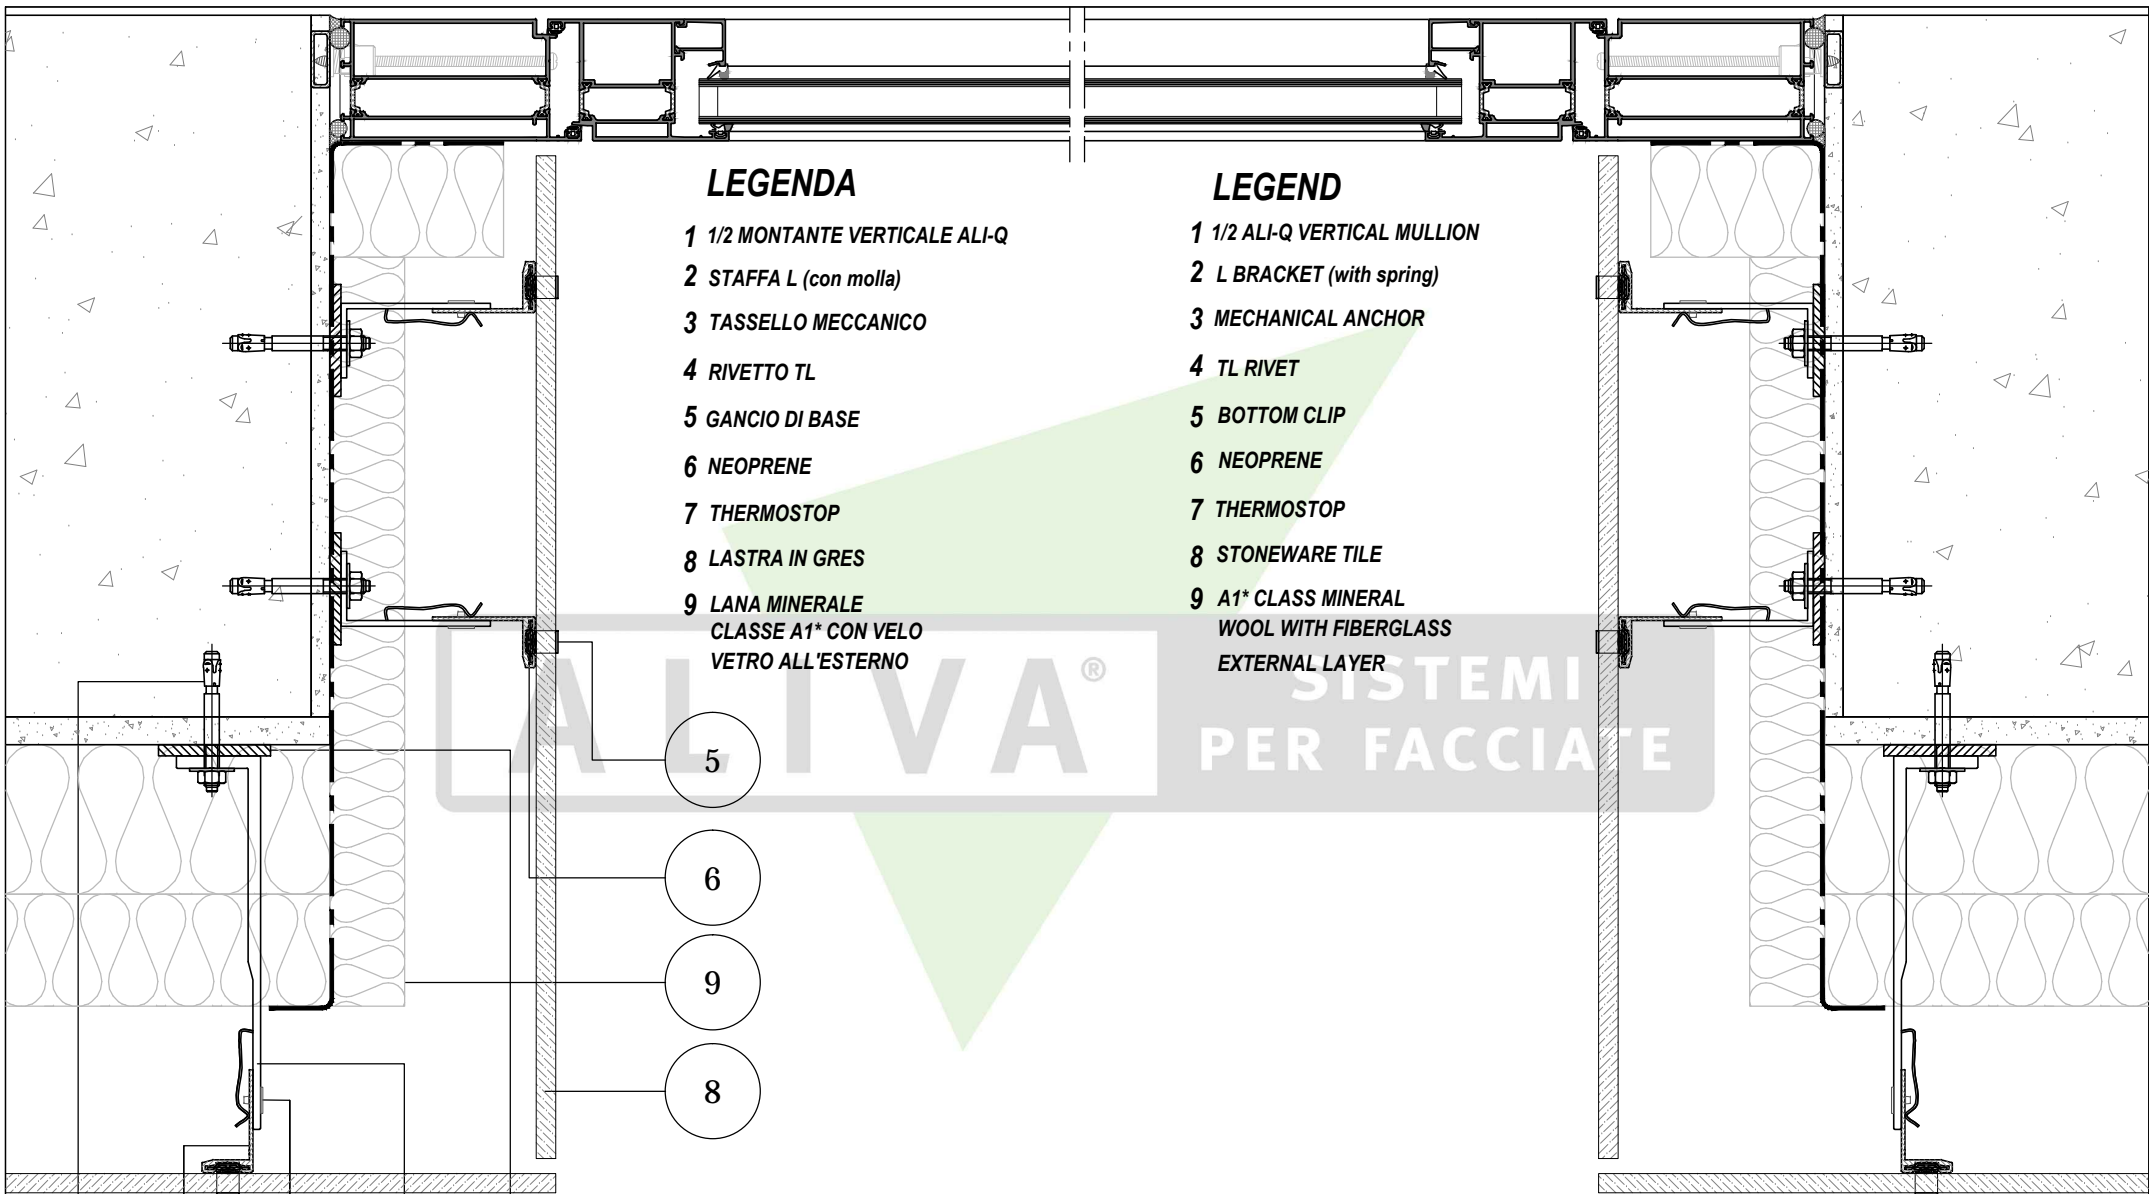 LEGENDA
1 1/2 MONTANTE VERTICALE ALI-Q
2 STAFFA L (con molla)
3 TASSELLO MECCANICO
4 RIVETTO TL
5 GANCIO DI BASE
6 NEOPRENE
7 THERMOSTOP
8 LASTRA IN GRES
9 LANA MINERALE
CLASSE A1* CON VELO
VETRO ALL'ESTERNO
LEGEND
1 1/2 ALI-Q VERTICAL MULLION
2 L BRACKET (with spring)
3 MECHANICAL ANCHOR
4 TL RIVET
5 BOTTOM CLIP
6 NEOPRENE
7 THERMOSTOP
8 STONEWARE TILE
9 A1* CLASS MINERAL
WOOL WITH FIBERGLASS
EXTERNAL LAYER
ALIVA®
SISTEMI
PER FACCIATE
5
6
9
8